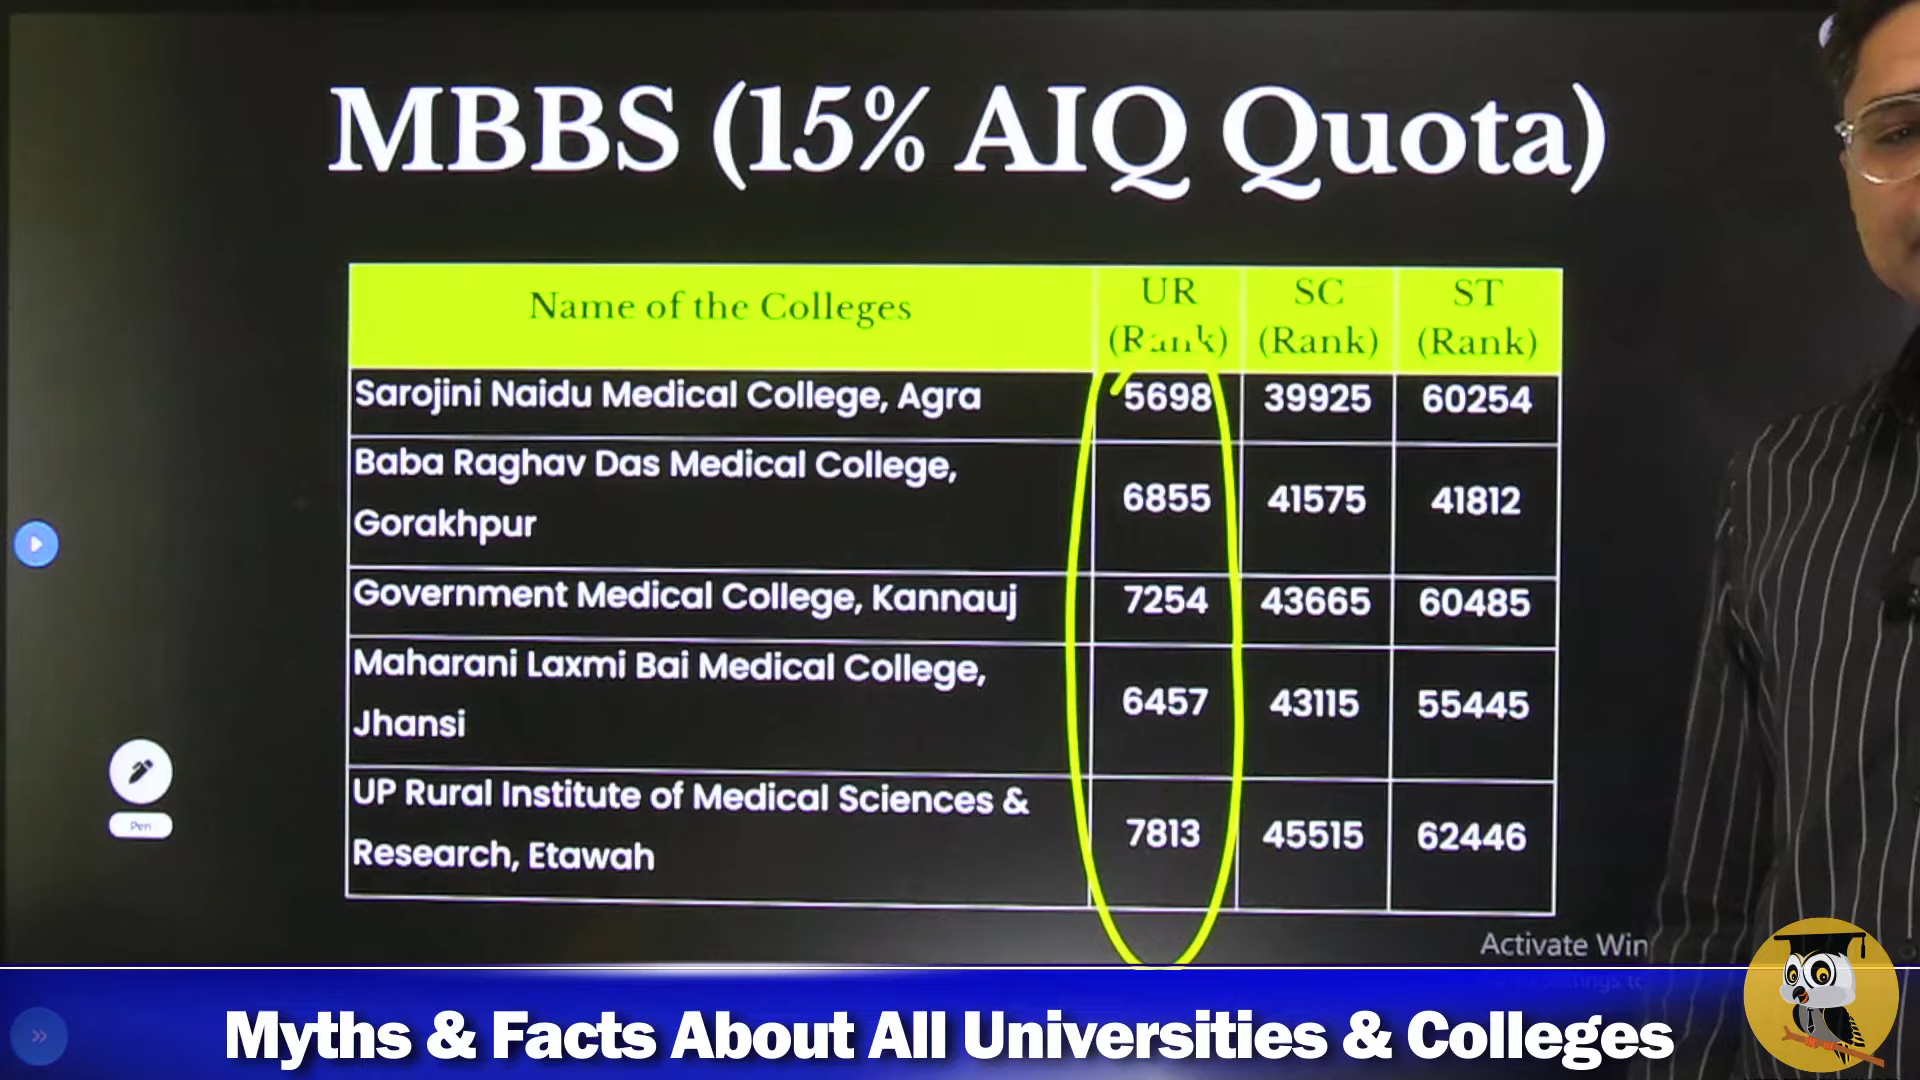 MBBS (15% AIQ Quota)
Name of the Colleges UR (Rank) SC (Rank) ST (Rank)
Sarojini Naidu Medical College, Agra 5698 39925 60254
Baba Raghav Das Medical College,
Gorakhpur 6855 41575 41812
Government Medical College, Kannauj 7254 43665 60485
Maharani Laxmi Bai Medical College,
Jhansi 6457 43115 55445
UP Rural Institute of Medical Sciences &
Research, Etawah 7813 45515 62446
Pen
Activate Win
Myths & Facts About All Universities & Colleges